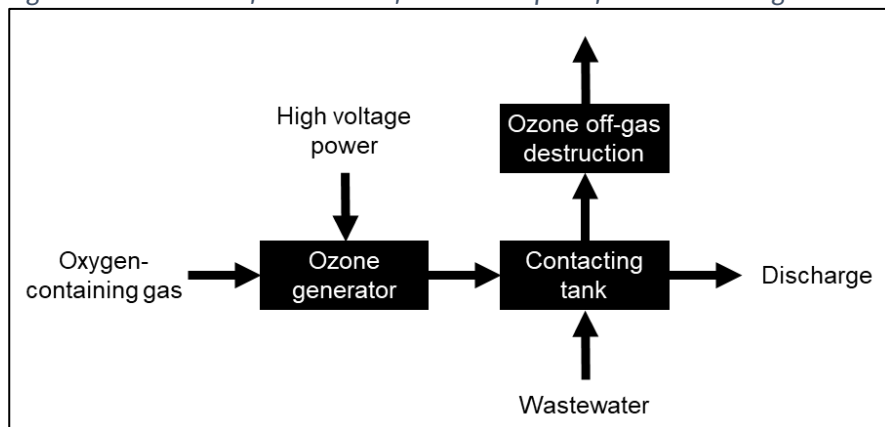 High voltage
power
Ozone off-gas
destruction
Oxygen-
containing gas
Ozone
generator
Contacting
tank
Discharge
Wastewater